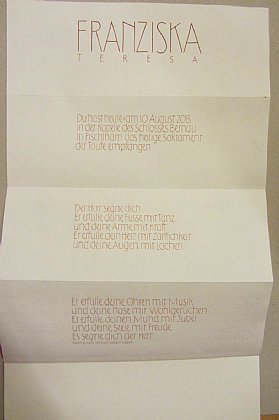 FRANZISKA
TERESA
Du hast heute am 10 August 2013
in der Kapelle des Schlosses Bernau
in Fischlham das heilige Sakrament
der Taufe empfangen
Der Herr segne dich
Er erfülle deine Füsse mit Tanz
und deine Arme mit Kraft
Er erfülle dein Herz mit Zärtlichkeit
und deine Augen mit Lachen
Er erfülle deine Ohren mit Musik
und deine Nase mit Wohlgerüchen
Er erfülle deinen Mund mit Jubel
und deine Seele mit Freude
Es segne dich der Herr